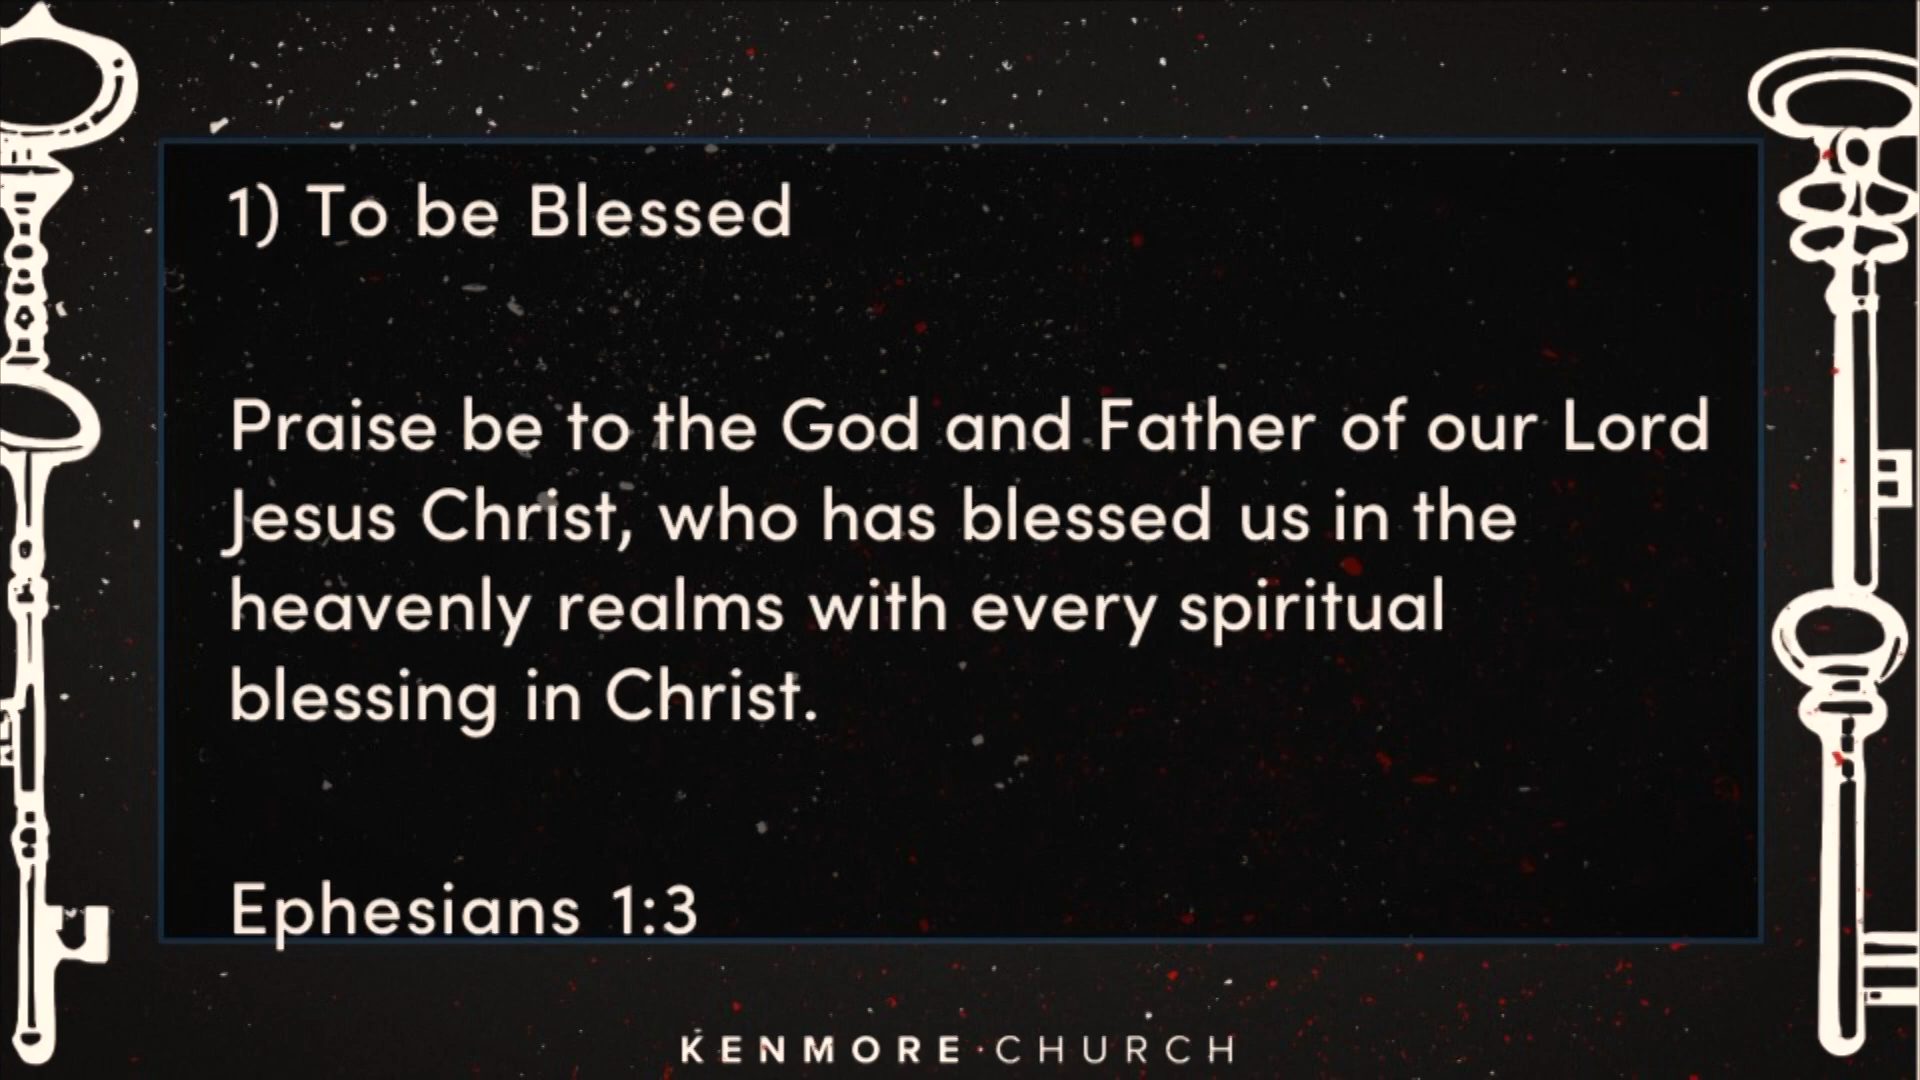 1) To be Blessed
Praise be to the God and Father of our Lord
Jesus Christ, who has blessed us in the
heavenly realms with every spiritual
blessing in Christ.
Ephesians 1:3
KENMORE·CHURCH